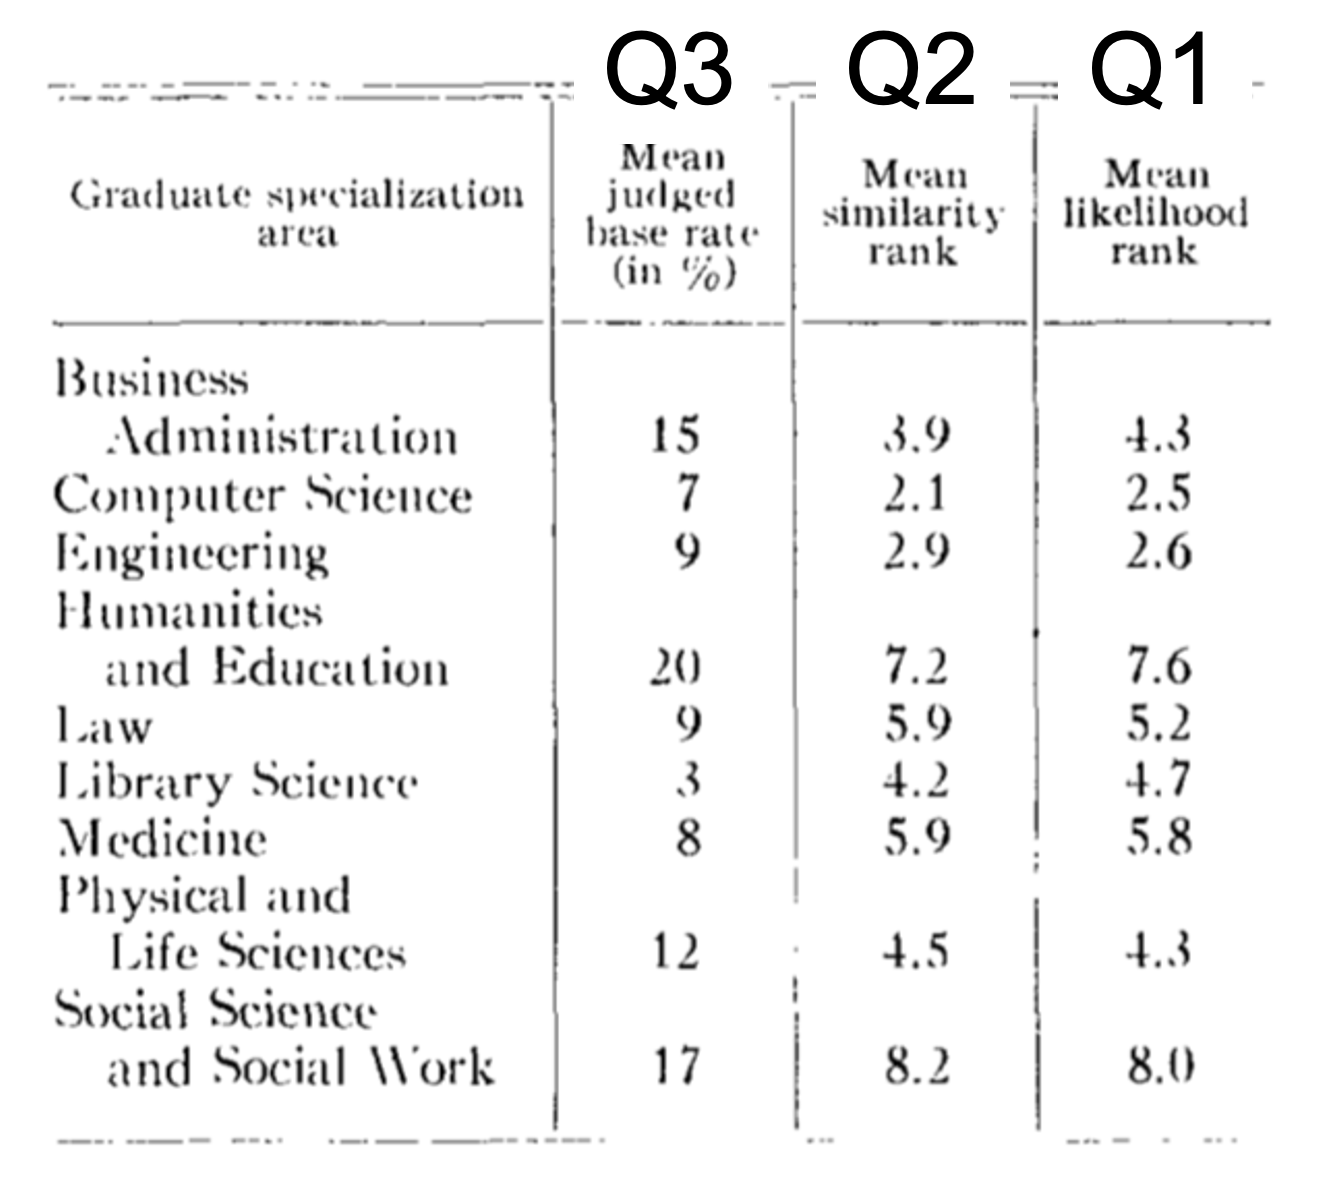 Q3 Q2 Q1
Graduate specialization area | Mean judged base rate (in %) | Mean similarity rank | Mean likelihood rank
Business
Administration 15 3.9 4.3
Computer Science 7 2.1 2.5
Engineering 9 2.9 2.6
Humanities
and Education 20 7.2 7.6
Law 9 5.9 5.2
Library Science 3 4.2 4.7
Medicine 8 5.9 5.8
Physical and
Life Sciences 12 4.5 4.3
Social Science
and Social Work 17 8.2 8.0